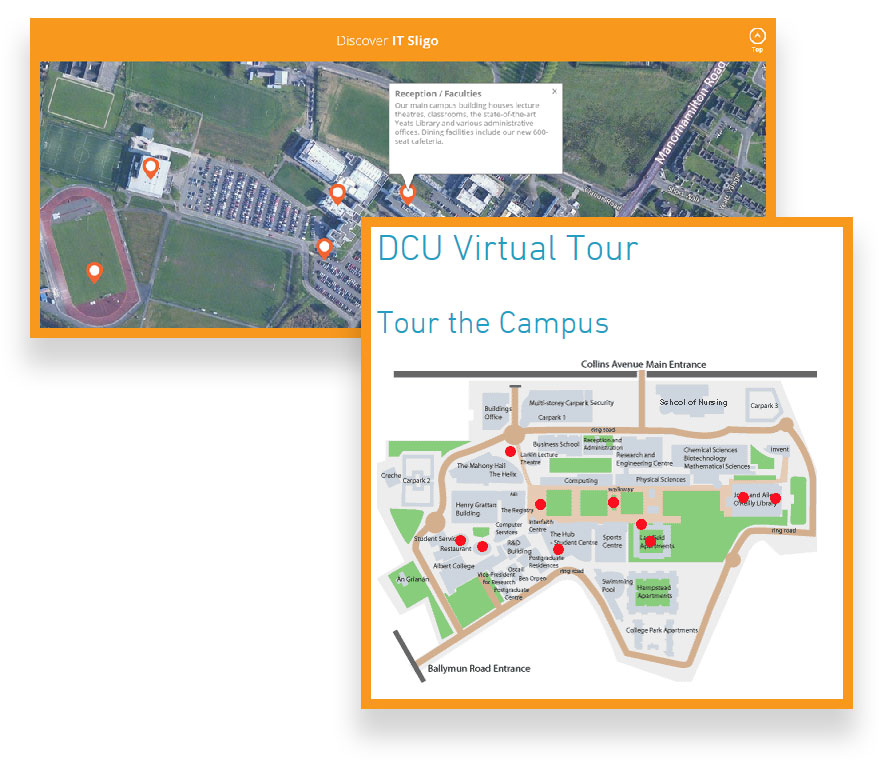 Discover IT Sligo
Top
Reception / Faculties
x
Our main campus building houses lecture
theatres, classrooms, the state-of-the-art
Yeats Library and various administrative
offices. Dining facilities include our new 600-
seat cafeteria.
Manorhamilton Road
DCU Virtual Tour
Tour the Campus
Collins Avenue Main Entrance
Buildings
Office
Multi-storey Carpark Security
Carpark 1
School of Nursing
Carpark 3
ring road
Business School
Reception and
Administration
Larkin Lecture
Theatre
Research and
Engineering Centre
Chemical Sciences
Biotechnology
Mathematical Sciences
Invent
The Mahony Hall
The Helix
Creche
Carpark 2
Computing
Physical Sciences
walkway
Henry Grattan
Building
The Registry
Interfaith
Centre
Computer
Services
O'Reilly Library
Student Services
Restaurant
R&D
Building
The Hub
- Student Centre
Sports
Centre
Apartments
ring road
Albert College
Postgraduate
Residences
ring road
An Grianán
Vice-President
for Research
Ben Orpen
Postgraduate
Centre
Swimming
Pool
Hampstead
Apartments
College Park Apartments
Ballymun Road Entrance